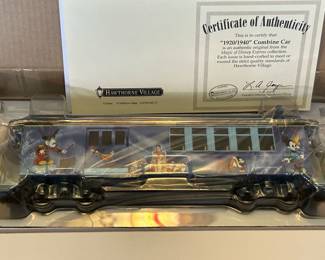 Certificate of Authenticity
This is to certify that
"1920/1940" Combine Car
is an authentic original from the
Magic of Disney Express collection.
Each issue is hand-crafted to meet or
exceed the strict quality standards of
Hawthorne Village.
HAWTHORNE VILLAGE